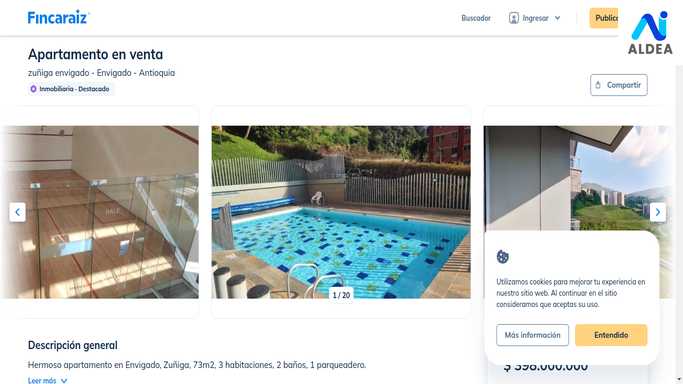 Fincaraiz
Buscador
Ingresar
Public
ALDEA
Apartamento en venta
zuñiga envigado - Envigado - Antioquia
Inmobiliaria · Destacado
Compartir
1 / 20
Utilizamos cookies para mejorar tu experiencia en
nuestro sitio web. Al continuar en el sitio
consideramos que aceptas su uso.
Más información
Entendido
Descripción general
$ 398.000.000
Hermoso apartamento en Envigado, Zuñiga, 73m2, 3 habitaciones, 2 baños, 1 parqueadero.
Leer más